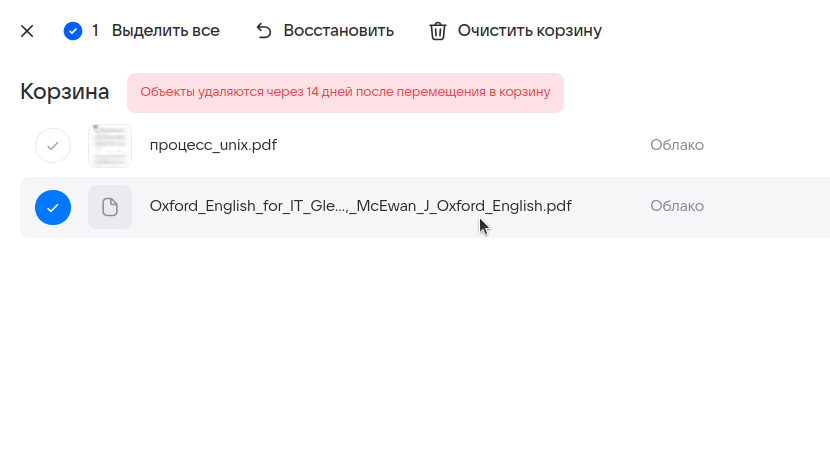 1 Выделить все Восстановить Очистить корзину
Корзина Объекты удаляются через 14 дней после перемещения в корзину
процесс_unix.pdf Облако
Oxford_English_for_IT_Gle...,_McEwan_J_Oxford_English.pdf Облако